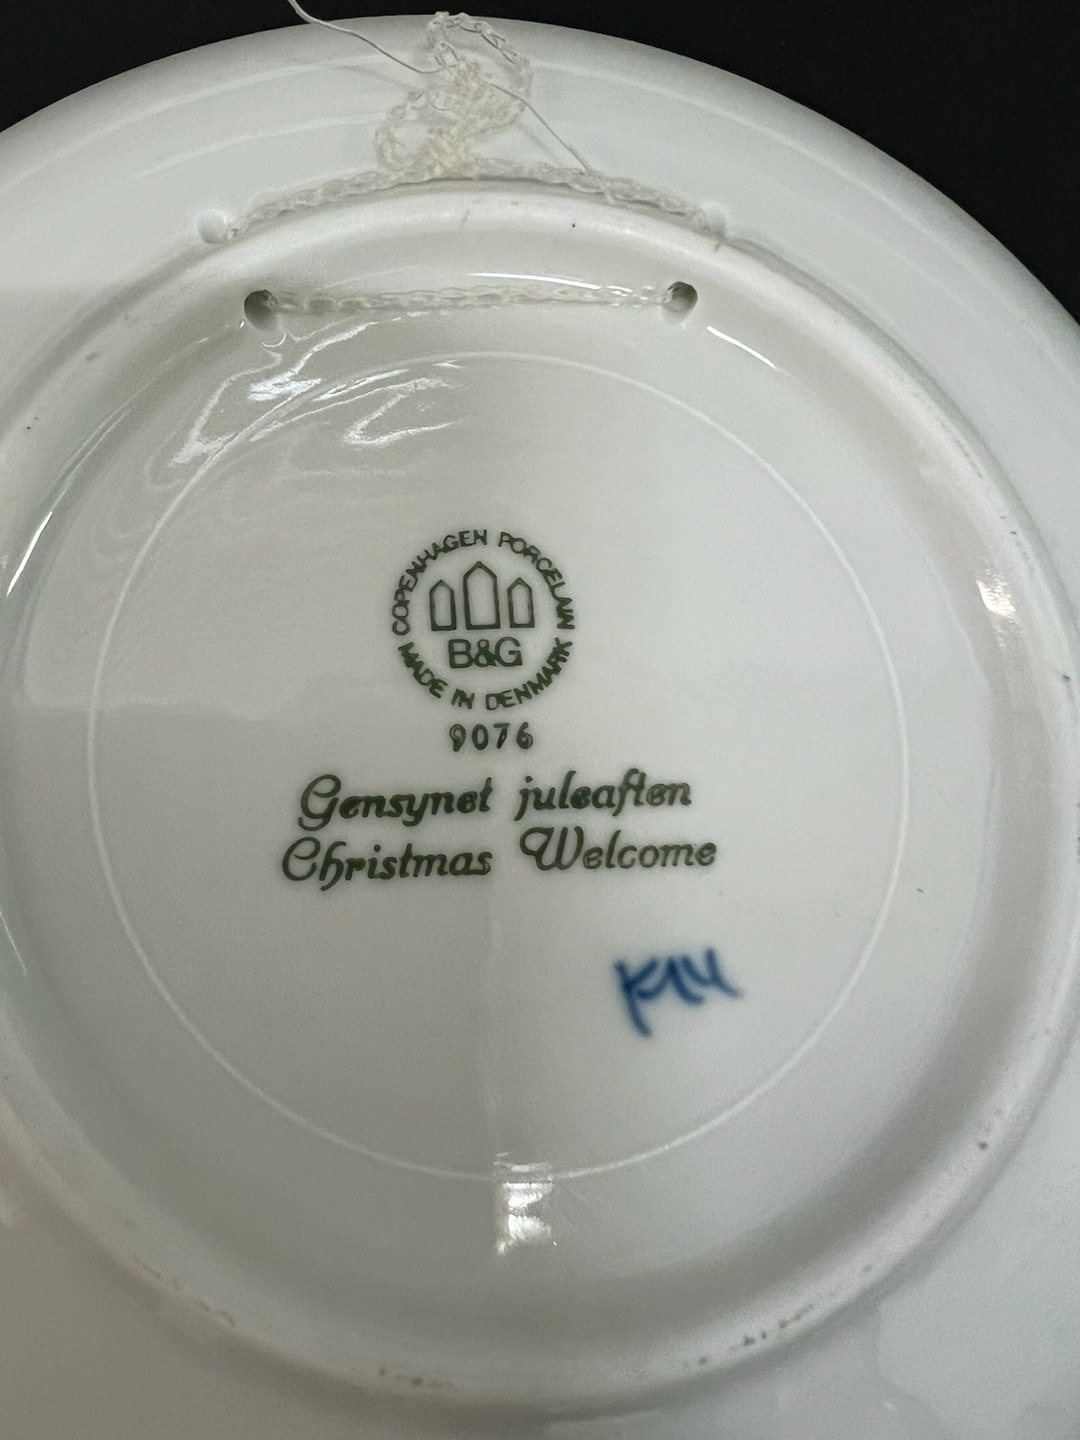 COPENHAGEN PORCELAIN
B&G
MADE IN DENMARK
9076
Gensynet juleaften
Christmas Welcome